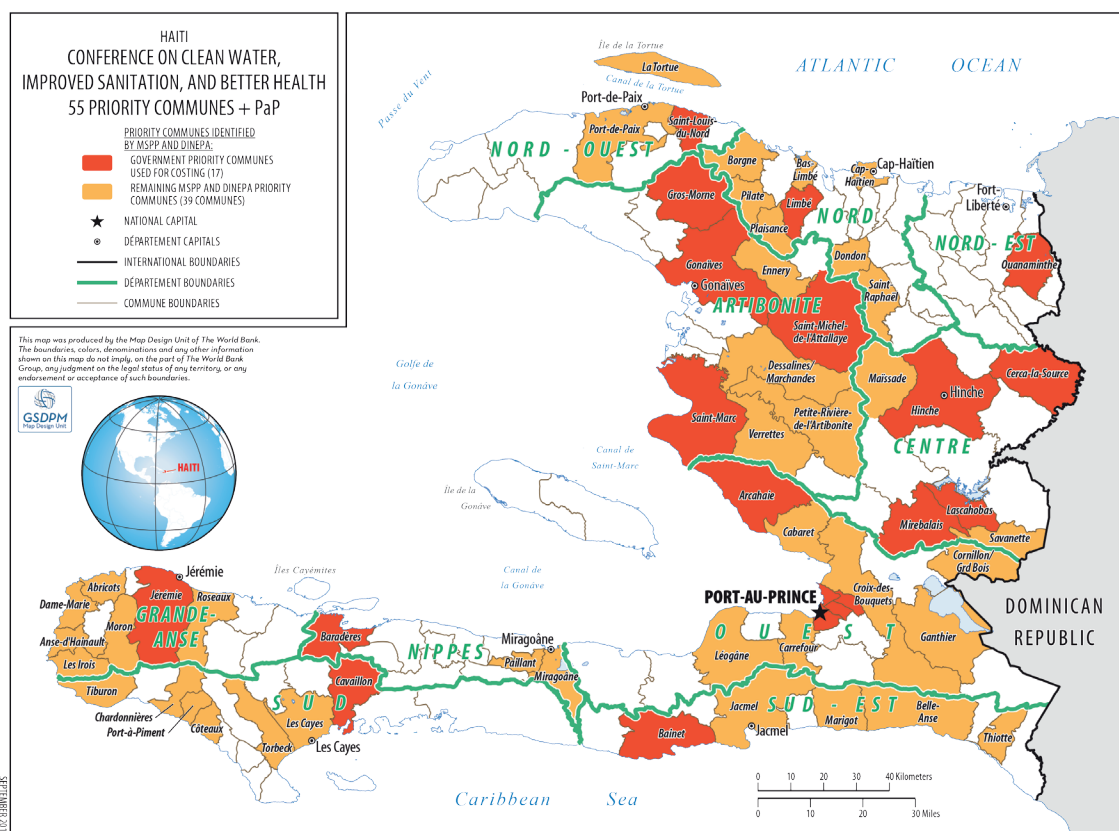 HAITI
CONFERENCE ON CLEAN WATER,
IMPROVED SANITATION, AND BETTER HEALTH
55 PRIORITY COMMUNES + PaP
PRIORITY COMMUNES IDENTIFIED
BY MSPP AND DINEPA:
GOVERNMENT PRIORITY COMMUNES
USED FOR COSTING (17)
REMAINING MSPP AND DINEPA PRIORITY
COMMUNES (39 COMMUNES)
NATIONAL CAPITAL
DÉPARTEMENT CAPITALS
INTERNATIONAL BOUNDARIES
DÉPARTEMENT BOUNDARIES
COMMUNE BOUNDARIES
This map was produced by the Map Design Unit of The World Bank.
The boundaries, colors, denominations and any other information
shown on this map do not imply, on the part of The World Bank
Group, any judgment on the legal status of any territory, or any
endorsement or acceptance of such boundaries.
GSDPM
Map Design Unit
HAITI
Île de la Tortue
La Tortue
Canal de la Tortue
ATLANTIC OCEAN
Passe du Vent
Port-de-Paix
Port-de-Paix
Saint-Louis-
du-Nord
NORD - OUEST
Borgne
Bas-
Limbé
Cap-
Haïtien
Cap-Haïtien
Gros-Morne
Pilate
Limbé
Fort-
Liberté
NORD
Plaisance
NORD - EST
Ouanaminthe
Dondon
Gonaïves
Ennery
Gonaïves
Saint
Raphaël
ARTIBONITE
Saint-Michel-
de-l'Attallaye
Golfe de
la Gonâve
Dessalines/
Marchandes
Maïssade
Cerca-la-Source
Hinche
Hinche
Saint-Marc
Petite-Rivière-
de-l'Artibonite
Verrettes
CENTRE
Canal de
Saint-Marc
Île de la
Gonâve
Arcahaie
Lascahobas
Mirebalais
Cabaret
Savanette
Cornillon/
Grd Bois
Canal de
la Gonâve
Îles Cayémites
Jérémie
Abricots
Jérémie
Roseaux
Dame-Marie
GRANDE-
ANSE
Moron
Anse-d'Hainault
Les Irois
Baradères
NIPPES
Miragoâne
Paillant
Miragoâne
PORT-AU-PRINCE
Croix-des-
Bouquets
OUEST
Léogâne
Carrefour
Ganthier
DOMINICAN
REPUBLIC
Tiburon
Cavaillon
SUD
Chardonnières
Port-à-Piment
Côteaux
Les Cayes
Torbeck
Les Cayes
Jacmel
SUD - EST
Marigot
Belle-
Anse
Bainet
Jacmel
Thiotte
Caribbean Sea
0 10 20 30 40 Kilometers
0 10 20 30 Miles